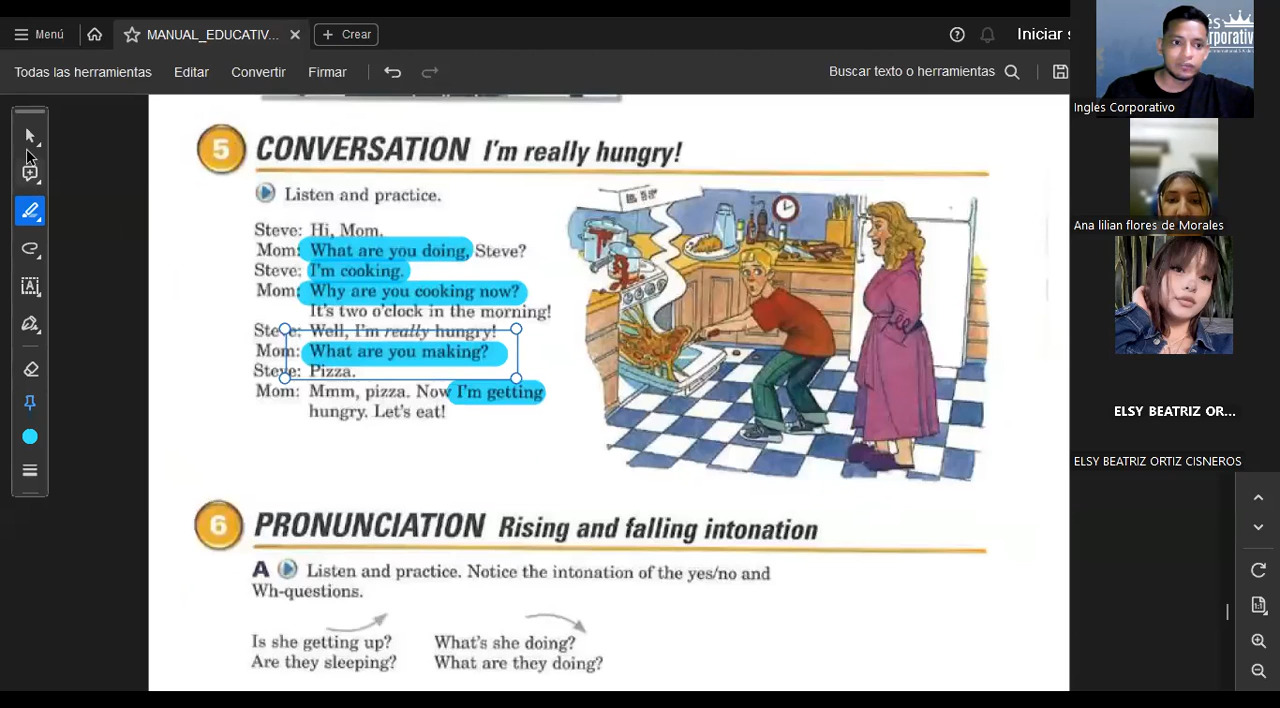 Menú
MANUAL_EDUCATIV...
Crear
Iniciar s
Todas las herramientas
Editar
Convertir
Firmar
Buscar texto o herramientas
5 CONVERSATION I'm really hungry!
Listen and practice.
Steve: Hi, Mom.
Mom: What are you doing, Steve?
Steve: I'm cooking.
Mom: Why are you cooking now?
It's two o'clock in the morning!
Steve: Well, I'm really hungry!
Mom: What are you making?
Steve: Pizza.
Mom: Mmm, pizza. Now I'm getting
hungry. Let's eat!
6 PRONUNCIATION Rising and falling intonation
A Listen and practice. Notice the intonation of the yes/no and
Wh-questions.
Is she getting up? What's she doing?
Are they sleeping? What are they doing?
Ingles Corporativo
Ana lilian flores de Morales
ELSY BEATRIZ OR...
ELSY BEATRIZ ORTIZ CISNEROS